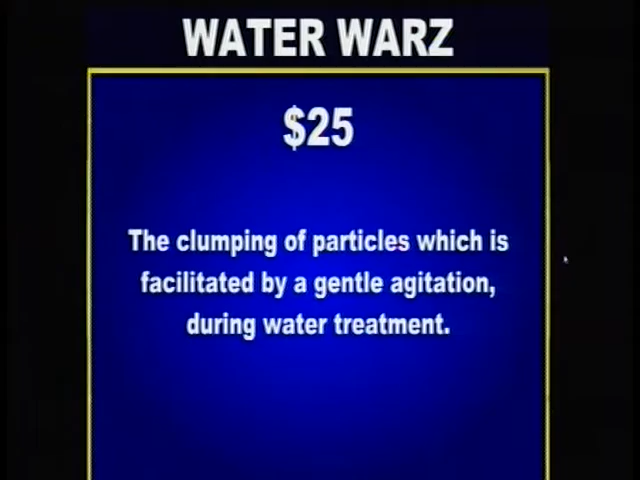 WATER WARZ
$25
The clumping of particles which is
facilitated by a gentle agitation,
during water treatment.